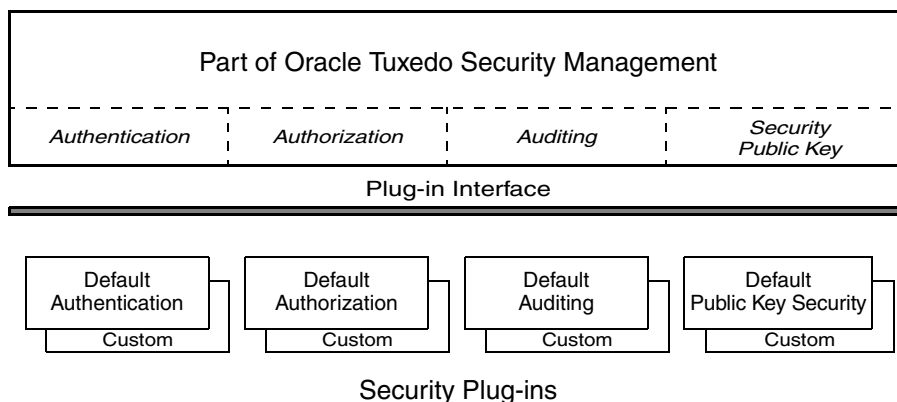 Part of Oracle Tuxedo Security Management
Authentication
Authorization
Auditing
Security
Public Key
Plug-in Interface
Default
Authentication
Custom
Default
Authorization
Custom
Default
Auditing
Custom
Default
Public Key Security
Custom
Security Plug-ins